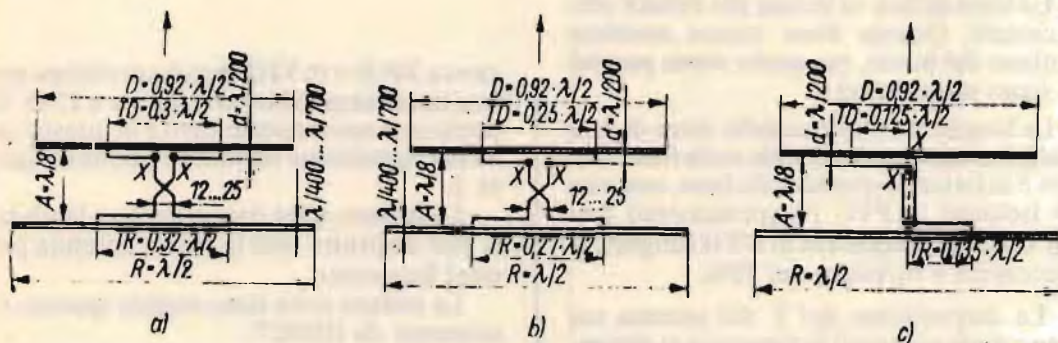 D=0,92·λ/2
TD=0,3·λ/2
d=λ/200
A=λ/8
X
X
12...25
λ/400...λ/700
TR=0,32·λ/2
R=λ/2
a)
D=0,92·λ/2
TD=0,25·λ/2
d=λ/200
λ/400...λ/700
A=λ/8
X
X
12...25
TR=0,27·λ/2
R=λ/2
b)
D=0,92·λ/2
TD=0,125·λ/2
d=λ/200
A=λ/8
X
X
TR=0,135·λ/2
R=λ/2
c)